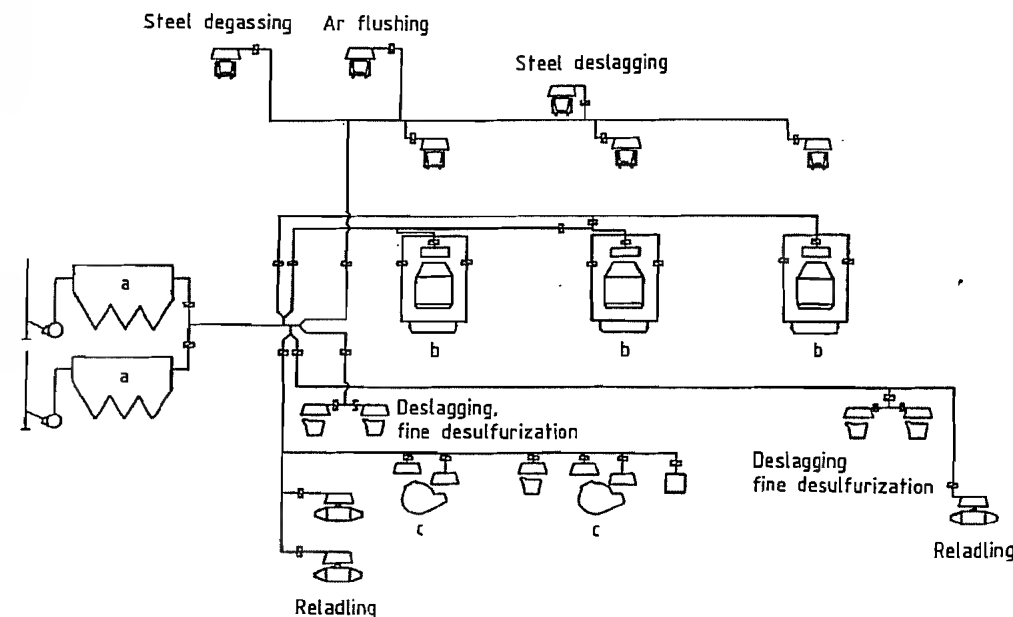 Steel degassing
Ar flushing
Steel deslagging
a
a
b
b
b
Deslagging,
fine desulfurization
Deslagging
fine desulfurization
c
c
Reladling
Reladling